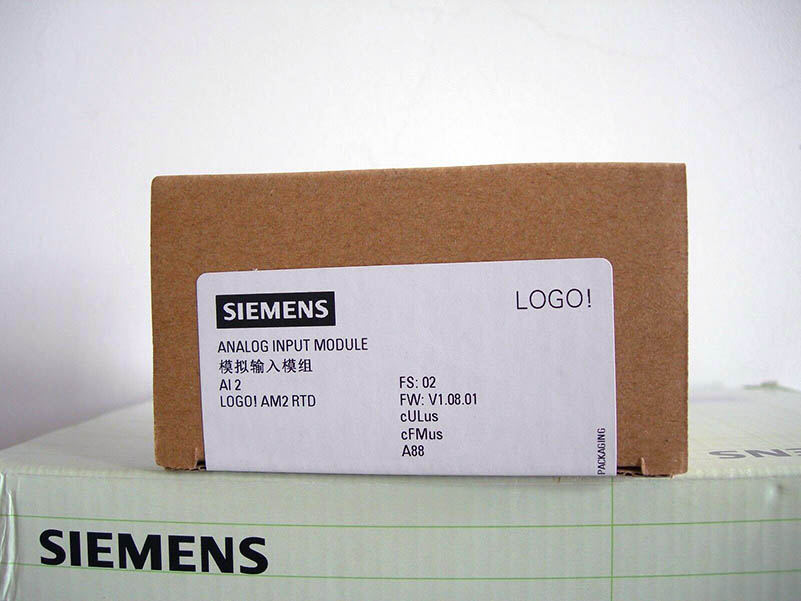 SIEMENS
LOGO!
ANALOG INPUT MODULE
模拟输入模组
AI 2
LOGO! AM2 RTD
FS: 02
FW: V1.08.01
cULus
cFMus
A88
PACKAGING
SIEMENS
SIEMENS